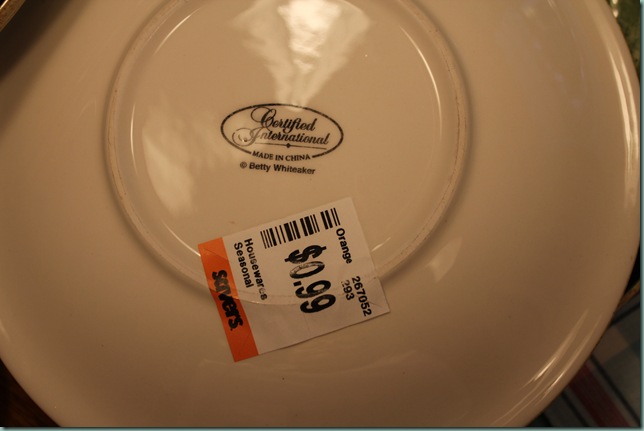 Certified
International
MADE IN CHINA
© Betty Whiteaker
Orange 267052
293
$0.99
Housewares
Seasonal
savers.